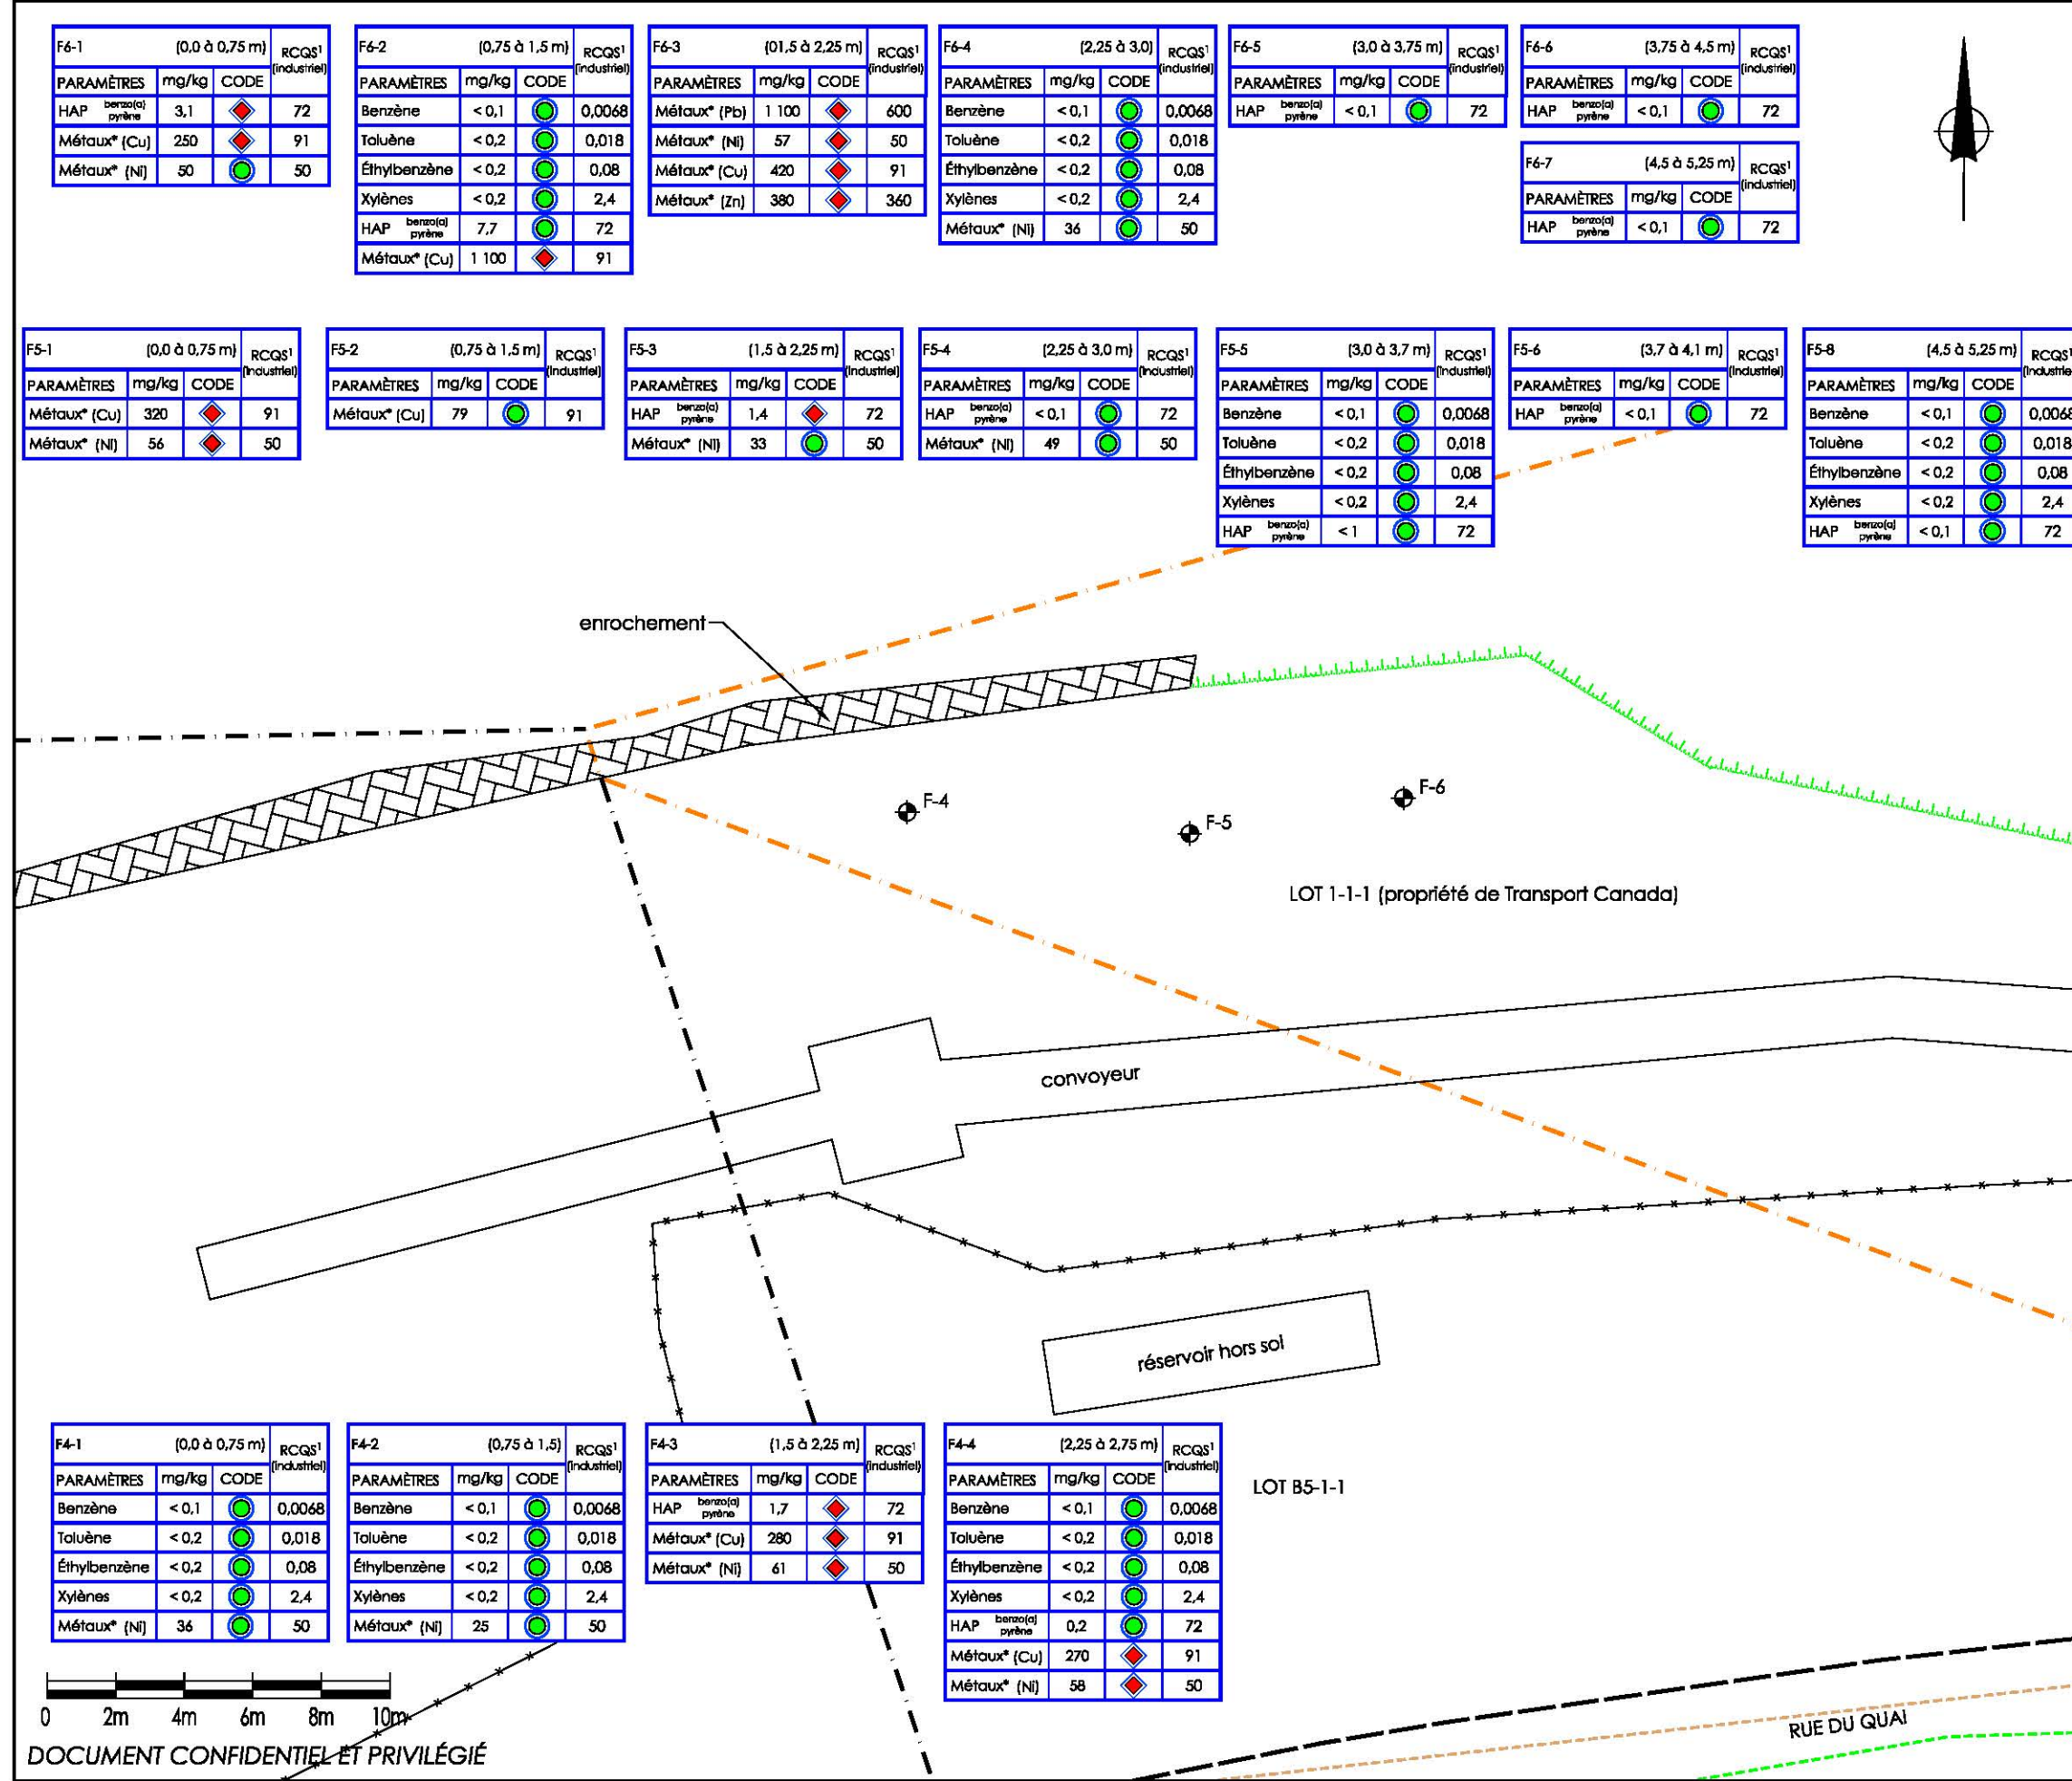 F6-1 (0,0 à 0,75 m) RCQS¹ (industriel)
PARAMÈTRES mg/kg CODE
HAP benzo(a) pyrène 3,1 72
Métaux* (Cu) 250 91
Métaux* (Ni) 50 50
F6-2 (0,75 à 1,5 m) RCQS¹ (industriel)
PARAMÈTRES mg/kg CODE
Benzène < 0,1 0,0068
Toluène < 0,2 0,018
Éthylbenzène < 0,2 0,08
Xylènes < 0,2 2,4
HAP benzo(a) pyrène 7,7 72
Métaux* (Cu) 1 100 91
F6-3 (01,5 à 2,25 m) RCQS¹ (industriel)
PARAMÈTRES mg/kg CODE
Métaux* (Pb) 1 100 600
Métaux* (Ni) 57 50
Métaux* (Cu) 420 91
Métaux* (Zn) 380 360
F6-4 (2,25 à 3,0) RCQS¹ (industriel)
PARAMÈTRES mg/kg CODE
Benzène < 0,1 0,0068
Toluène < 0,2 0,018
Éthylbenzène < 0,2 0,08
Xylènes < 0,2 2,4
Métaux* (Ni) 36 50
F6-5 (3,0 à 3,75 m) RCQS¹ (industriel)
PARAMÈTRES mg/kg CODE
HAP benzo(a) pyrène < 0,1 72
F6-6 (3,75 à 4,5 m) RCQS¹ (industriel)
PARAMÈTRES mg/kg CODE
HAP benzo(a) pyrène < 0,1 72
F6-7 (4,5 à 5,25 m) RCQS¹ (industriel)
PARAMÈTRES mg/kg CODE
HAP benzo(a) pyrène < 0,1 72
F5-1 (0,0 à 0,75 m) RCQS¹ (industriel)
PARAMÈTRES mg/kg CODE
Métaux* (Cu) 320 91
Métaux* (Ni) 56 50
F5-2 (0,75 à 1,5 m) RCQS¹ (industriel)
PARAMÈTRES mg/kg CODE
Métaux* (Cu) 79 91
F5-3 (1,5 à 2,25 m) RCQS¹ (industriel)
PARAMÈTRES mg/kg CODE
HAP benzo(a) pyrène 1,4 72
Métaux* (Ni) 33 50
F5-4 (2,25 à 3,0 m) RCQS¹ (industriel)
PARAMÈTRES mg/kg CODE
HAP benzo(a) pyrène < 0,1 72
Métaux* (Ni) 49 50
F5-5 (3,0 à 3,7 m) RCQS¹ (industriel)
PARAMÈTRES mg/kg CODE
Benzène < 0,1 0,0068
Toluène < 0,2 0,018
Éthylbenzène < 0,2 0,08
Xylènes < 0,2 2,4
HAP benzo(a) pyrène < 1 72
F5-6 (3,7 à 4,1 m) RCQS¹ (industriel)
PARAMÈTRES mg/kg CODE
HAP benzo(a) pyrène < 0,1 72
F5-8 (4,5 à 5,25 m) RCQS¹ (industrie
PARAMÈTRES mg/kg CODE
Benzène < 0,1 0,0068
Toluène < 0,2 0,018
Éthylbenzène < 0,2 0,08
Xylènes < 0,2 2,4
HAP benzo(a) pyrène < 0,1 72
enrochement
F-4
F-5
F-6
LOT 1-1-1 (propriété de Transport Canada)
convoyeur
réservoir hors sol
F4-1 (0,0 à 0,75 m) RCQS¹ (industriel)
PARAMÈTRES mg/kg CODE
Benzène < 0,1 0,0068
Toluène < 0,2 0,018
Éthylbenzène < 0,2 0,08
Xylènes < 0,2 2,4
Métaux* (Ni) 36 50
F4-2 (0,75 à 1,5) RCQS¹ (industriel)
PARAMÈTRES mg/kg CODE
Benzène < 0,1 0,0068
Toluène < 0,2 0,018
Éthylbenzène < 0,2 0,08
Xylènes < 0,2 2,4
Métaux* (Ni) 25 50
F4-3 (1,5 à 2,25 m) RCQS¹ (industriel)
PARAMÈTRES mg/kg CODE
HAP benzo(a) pyrène 1,7 72
Métaux* (Cu) 280 91
Métaux* (Ni) 61 50
F4-4 (2,25 à 2,75 m) RCQS¹ (industriel)
PARAMÈTRES mg/kg CODE
Benzène < 0,1 0,0068
Toluène < 0,2 0,018
Éthylbenzène < 0,2 0,08
Xylènes < 0,2 2,4
HAP benzo(a) pyrène 0,2 72
Métaux* (Cu) 270 91
Métaux* (Ni) 58 50
LOT B5-1-1
0 2m 4m 6m 8m 10m
RUE DU QUAI
DOCUMENT CONFIDENTIEL ET PRIVILÉGIÉ